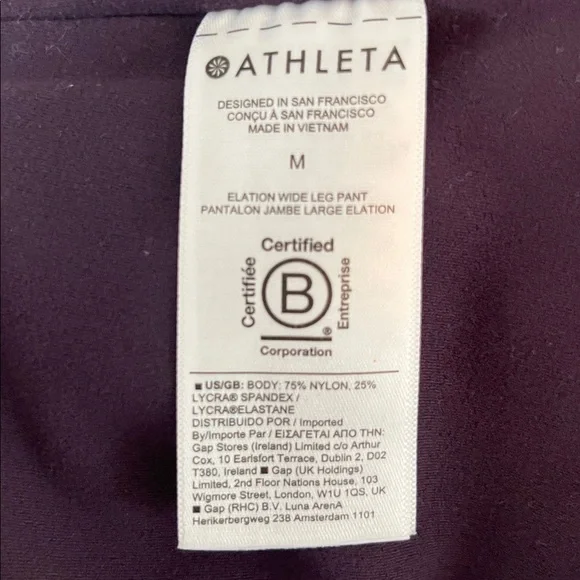 ATHLETA
DESIGNED IN SAN FRANCISCO
CONÇU À SAN FRANCISCO
MADE IN VIETNAM
M
ELATION WIDE LEG PANT
PANTALON JAMBE LARGE ELATION
Certified
Certifiée
B
Entreprise
®
Corporation
■ US/GB: BODY: 75% NYLON, 25%
LYCRA® SPANDEX /
LYCRA®ELASTANE
DISTRIBUIDO POR / Imported
By/Importe Par / ΕΙΣΑΓΕΤΑΙ ΑΠΟ ΤΗΝ:
Gap Stores (Ireland) Limited c/o Arthur
Cox, 10 Earlsfort Terrace, Dublin 2, D02
T380, Ireland ■ Gap (UK Holdings)
Limited, 2nd Floor Nations House, 103
Wigmore Street, London, W1U 1QS, UK
■ Gap (RHC) B.V. Luna ArenA
Herikerbergweg 238 Amsterdam 1101